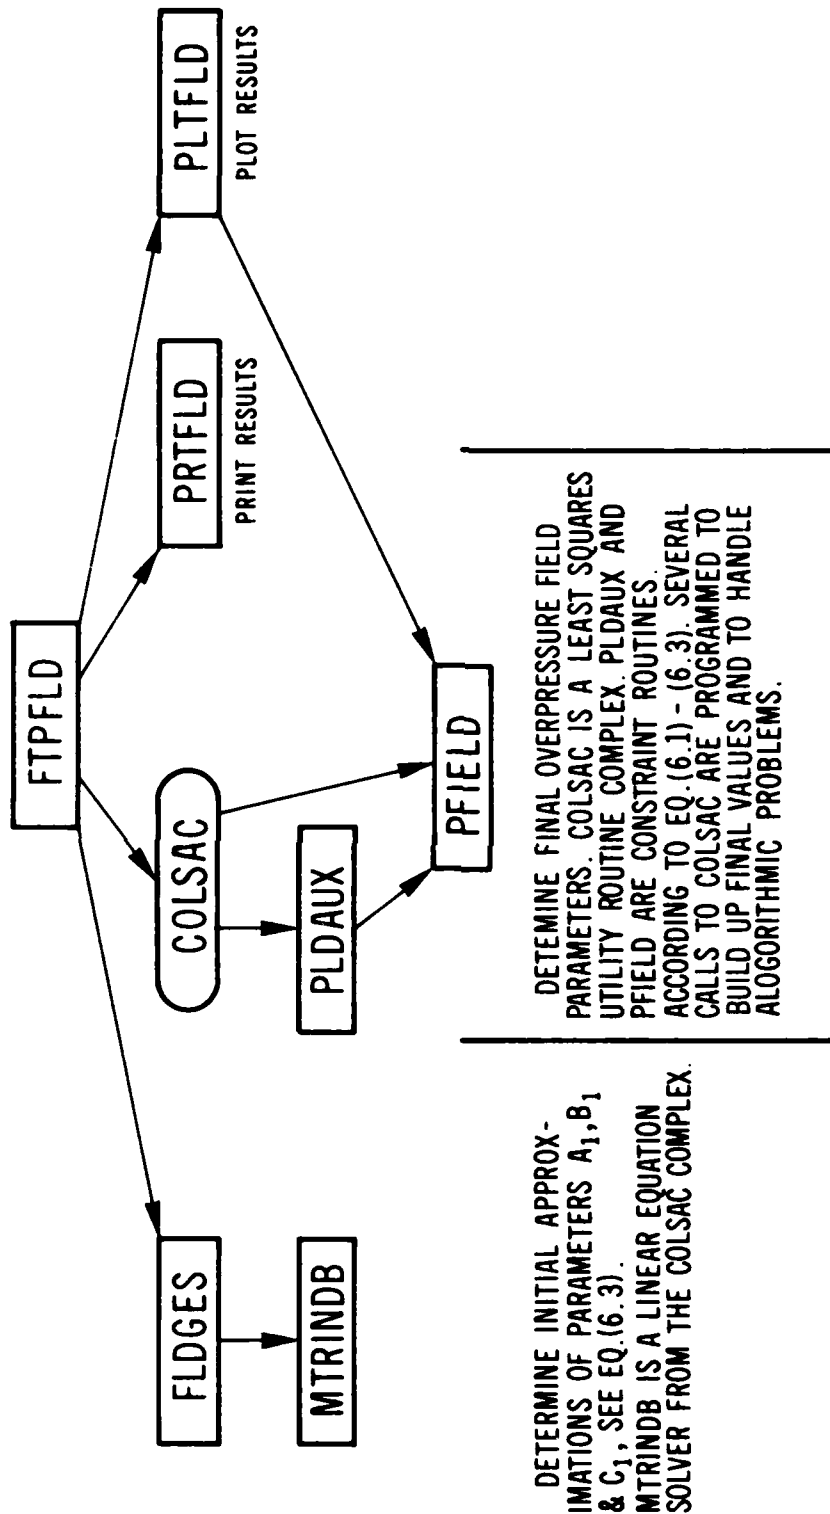 FTPFLD
FLDGES
COLSAC
PRTFLD
PLTFLD
PRINT RESULTS
PLOT RESULTS
MTRINDB
PLDAUX
PFIELD
DETERMINE INITIAL APPROX-
IMATIONS OF PARAMETERS A₁,B₁
& C₁, SEE EQ.(6.3).
MTRINDB IS A LINEAR EQUATION
SOLVER FROM THE COLSAC COMPLEX.
DETEMINE FINAL OVERPRESSURE FIELD
PARAMETERS. COLSAC IS A LEAST SQUARES
UTILITY ROUTINE COMPLEX. PLDAUX AND
PFIELD ARE CONSTRAINT ROUTINES.
ACCORDING TO EQ.(6.1) - (6.3). SEVERAL
CALLS TO COLSAC ARE PROGRAMMED TO
BUILD UP FINAL VALUES AND TO HANDLE
ALOGORITHMIC PROBLEMS.